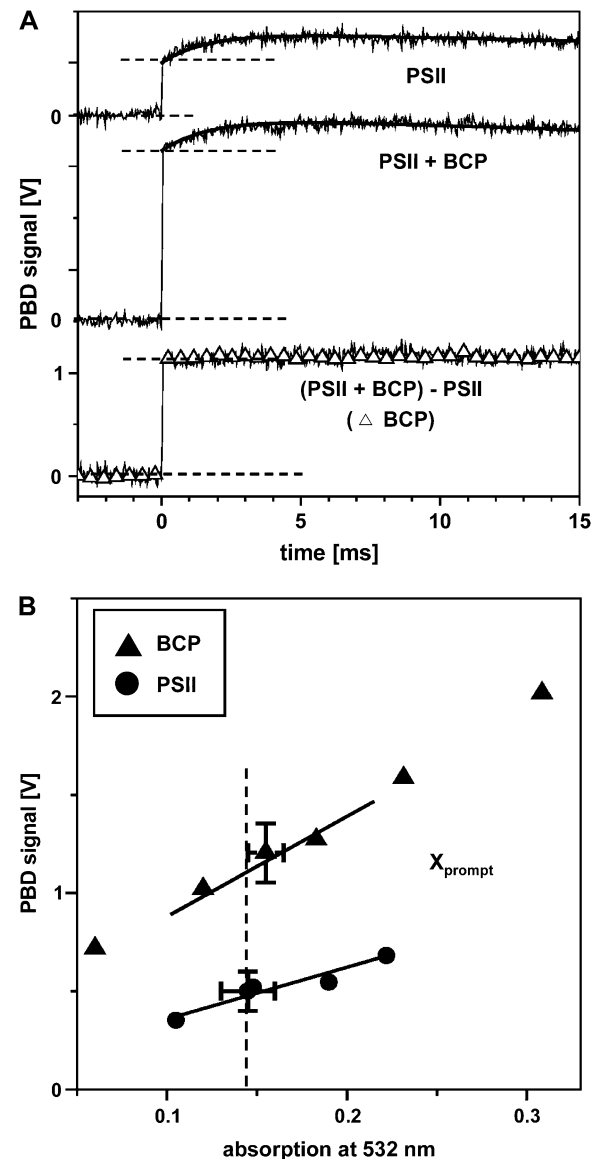 A
PSII
0
PSII + BCP
PBD signal [V]
0
1
(PSII + BCP) - PSII
( △ BCP)
0
0 5 10 15
time [ms]
B
BCP
PSII
2
PBD signal [V]
X prompt
1
0
0.1 0.2 0.3
absorption at 532 nm